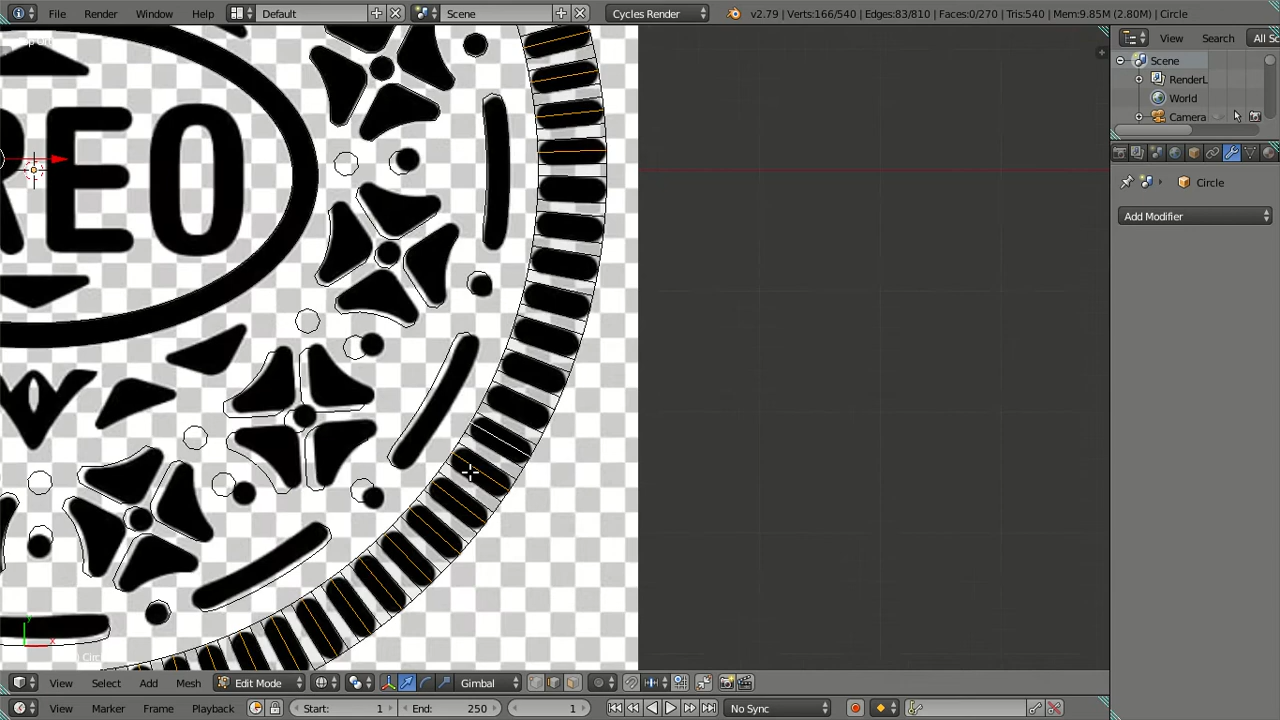 File Render Window Help Default Scene Cycles Render v2.79 | Verts:166/540 | Edges:83/810 | Faces:0/270 | Tris:540 | Mem:9.85M (2.80M) | Circle
View Search All Sc
Scene
RenderL
World
Camera
Circle
Add Modifier
REO
View Select Add Mesh Edit Mode Gimbal
View Marker Frame Playback Start: 1 End: 250 1 No Sync